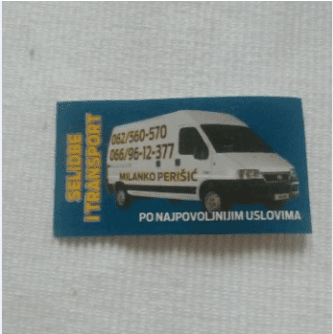 SELIDBE
I TRANSPORT
062/560-570
066/96-12-377
MILANKO PERIŠIĆ
PO NAJPOVOLJNIJIM USLOVIMA